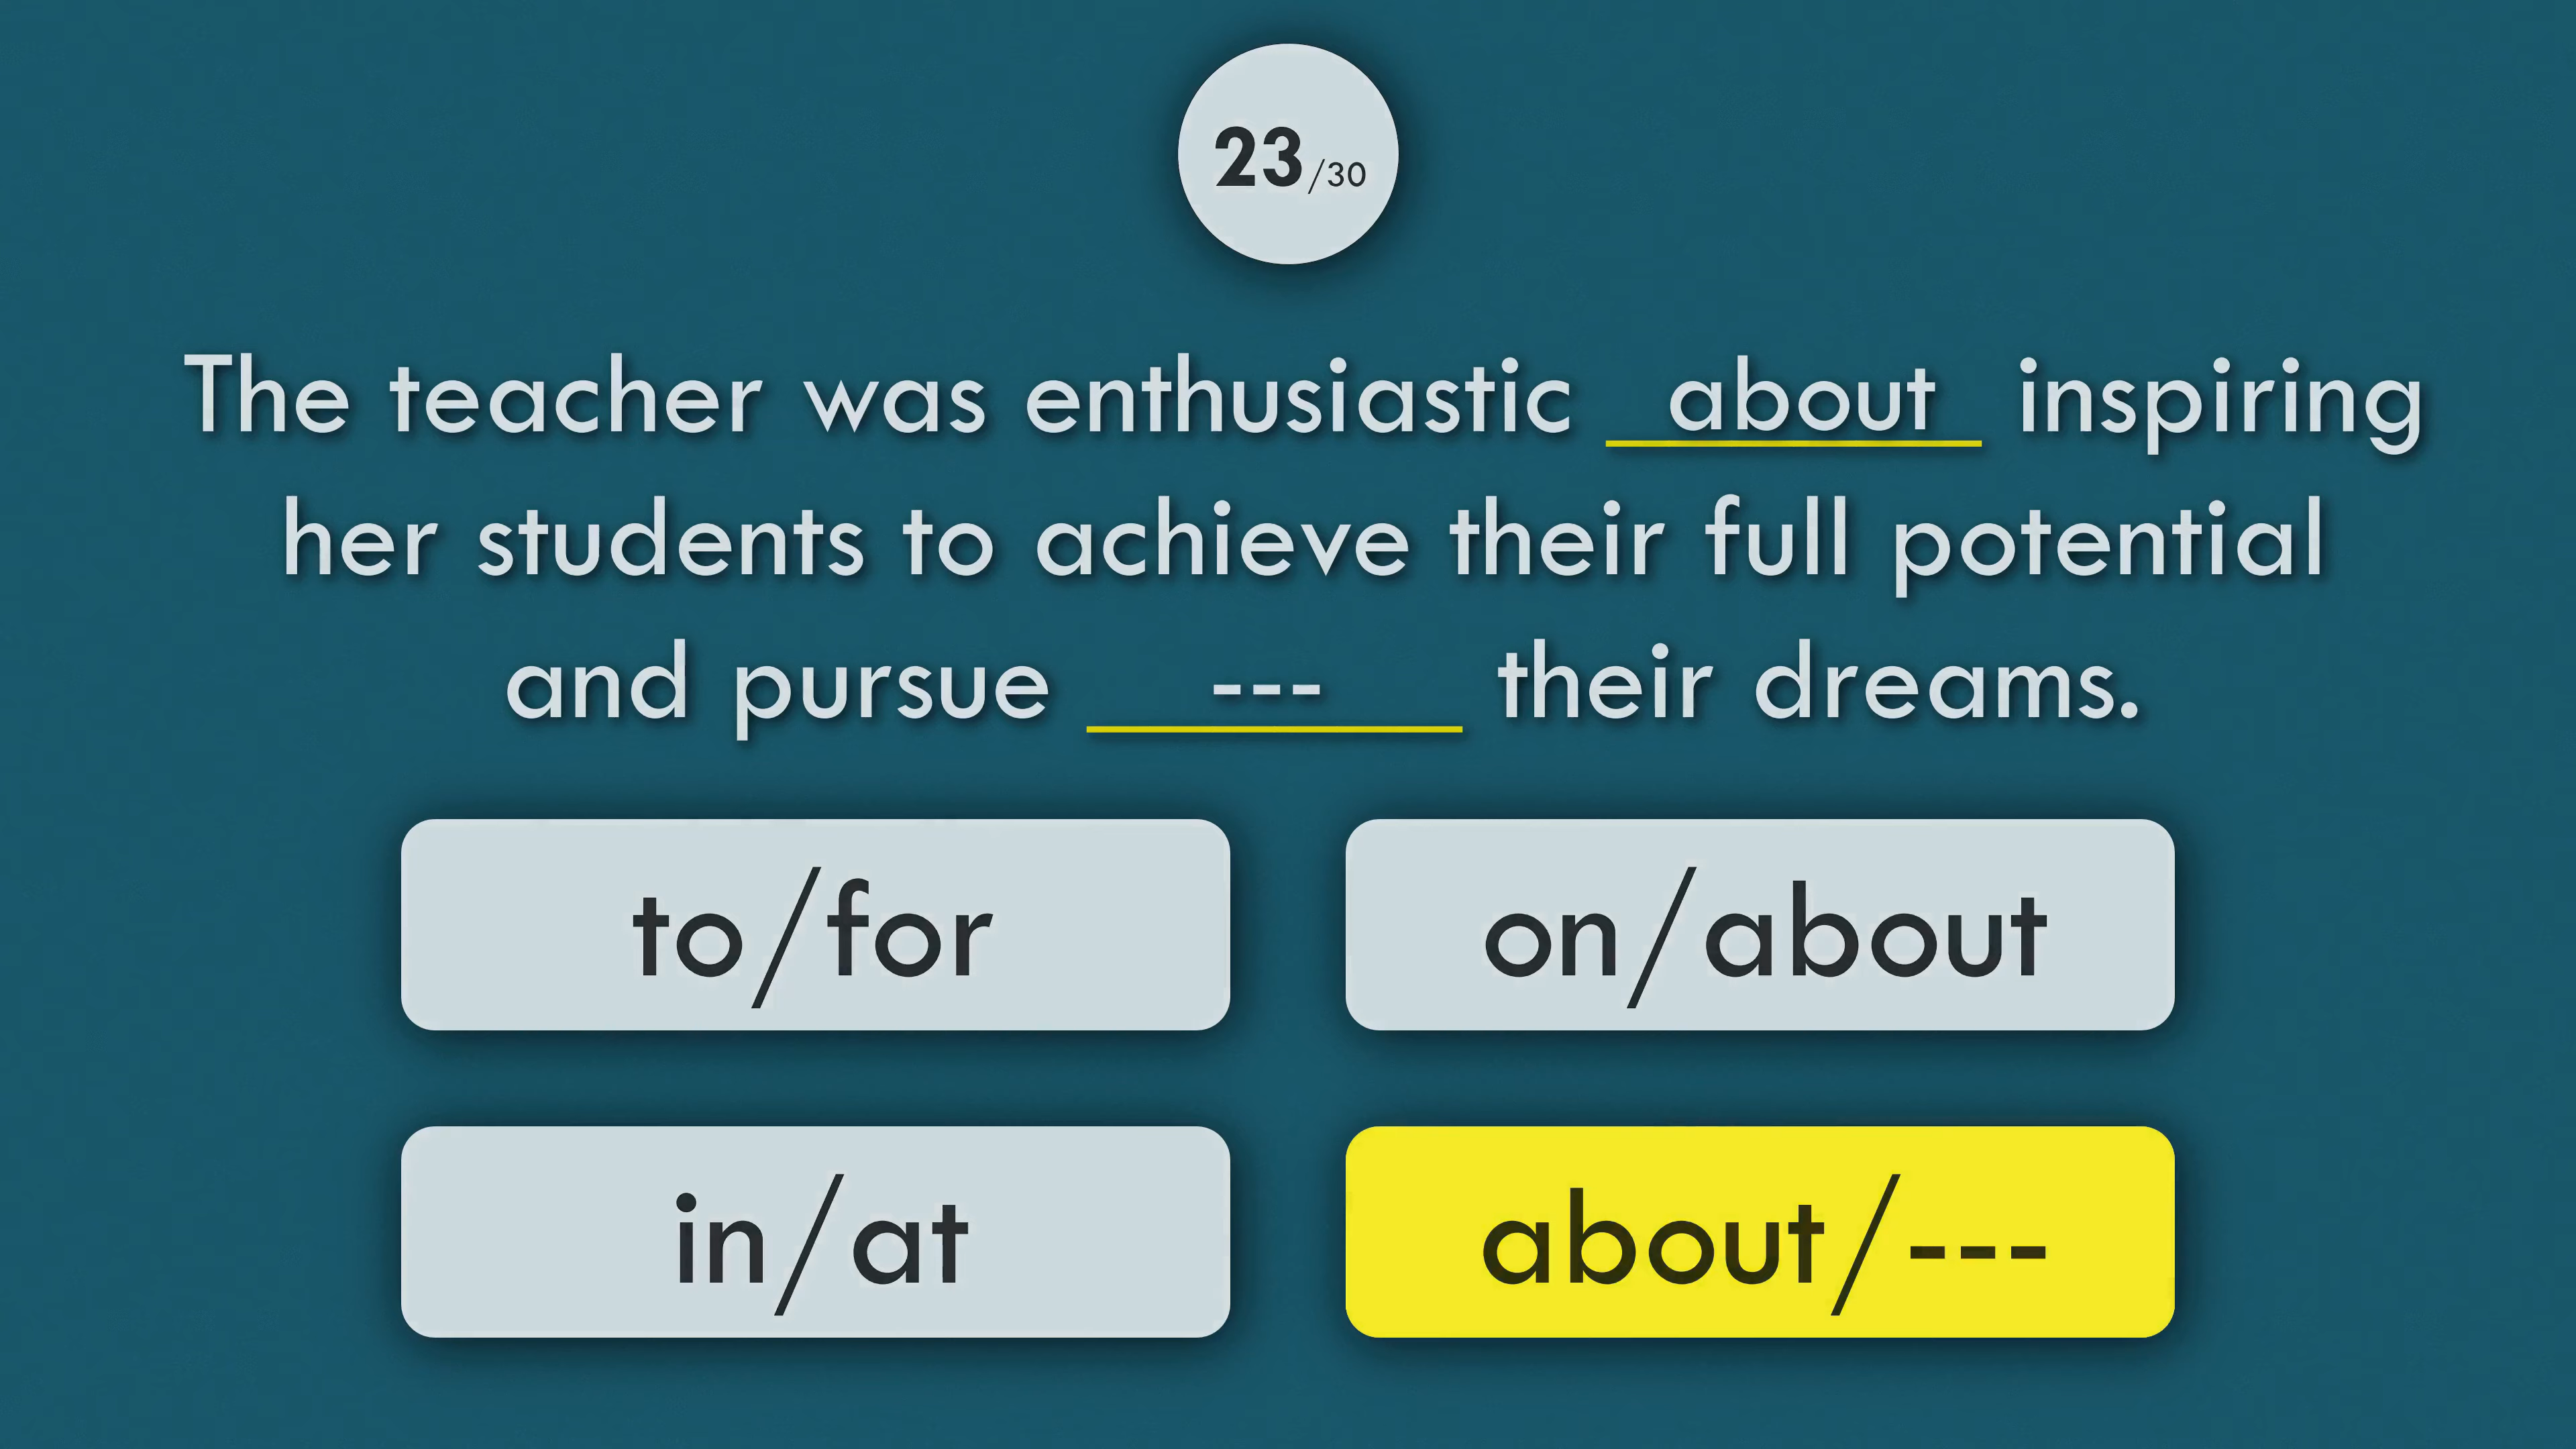 23/30
The teacher was enthusiastic about inspiring
her students to achieve their full potential
and pursue --- their dreams.
to/for
on/about
in/at
about/---